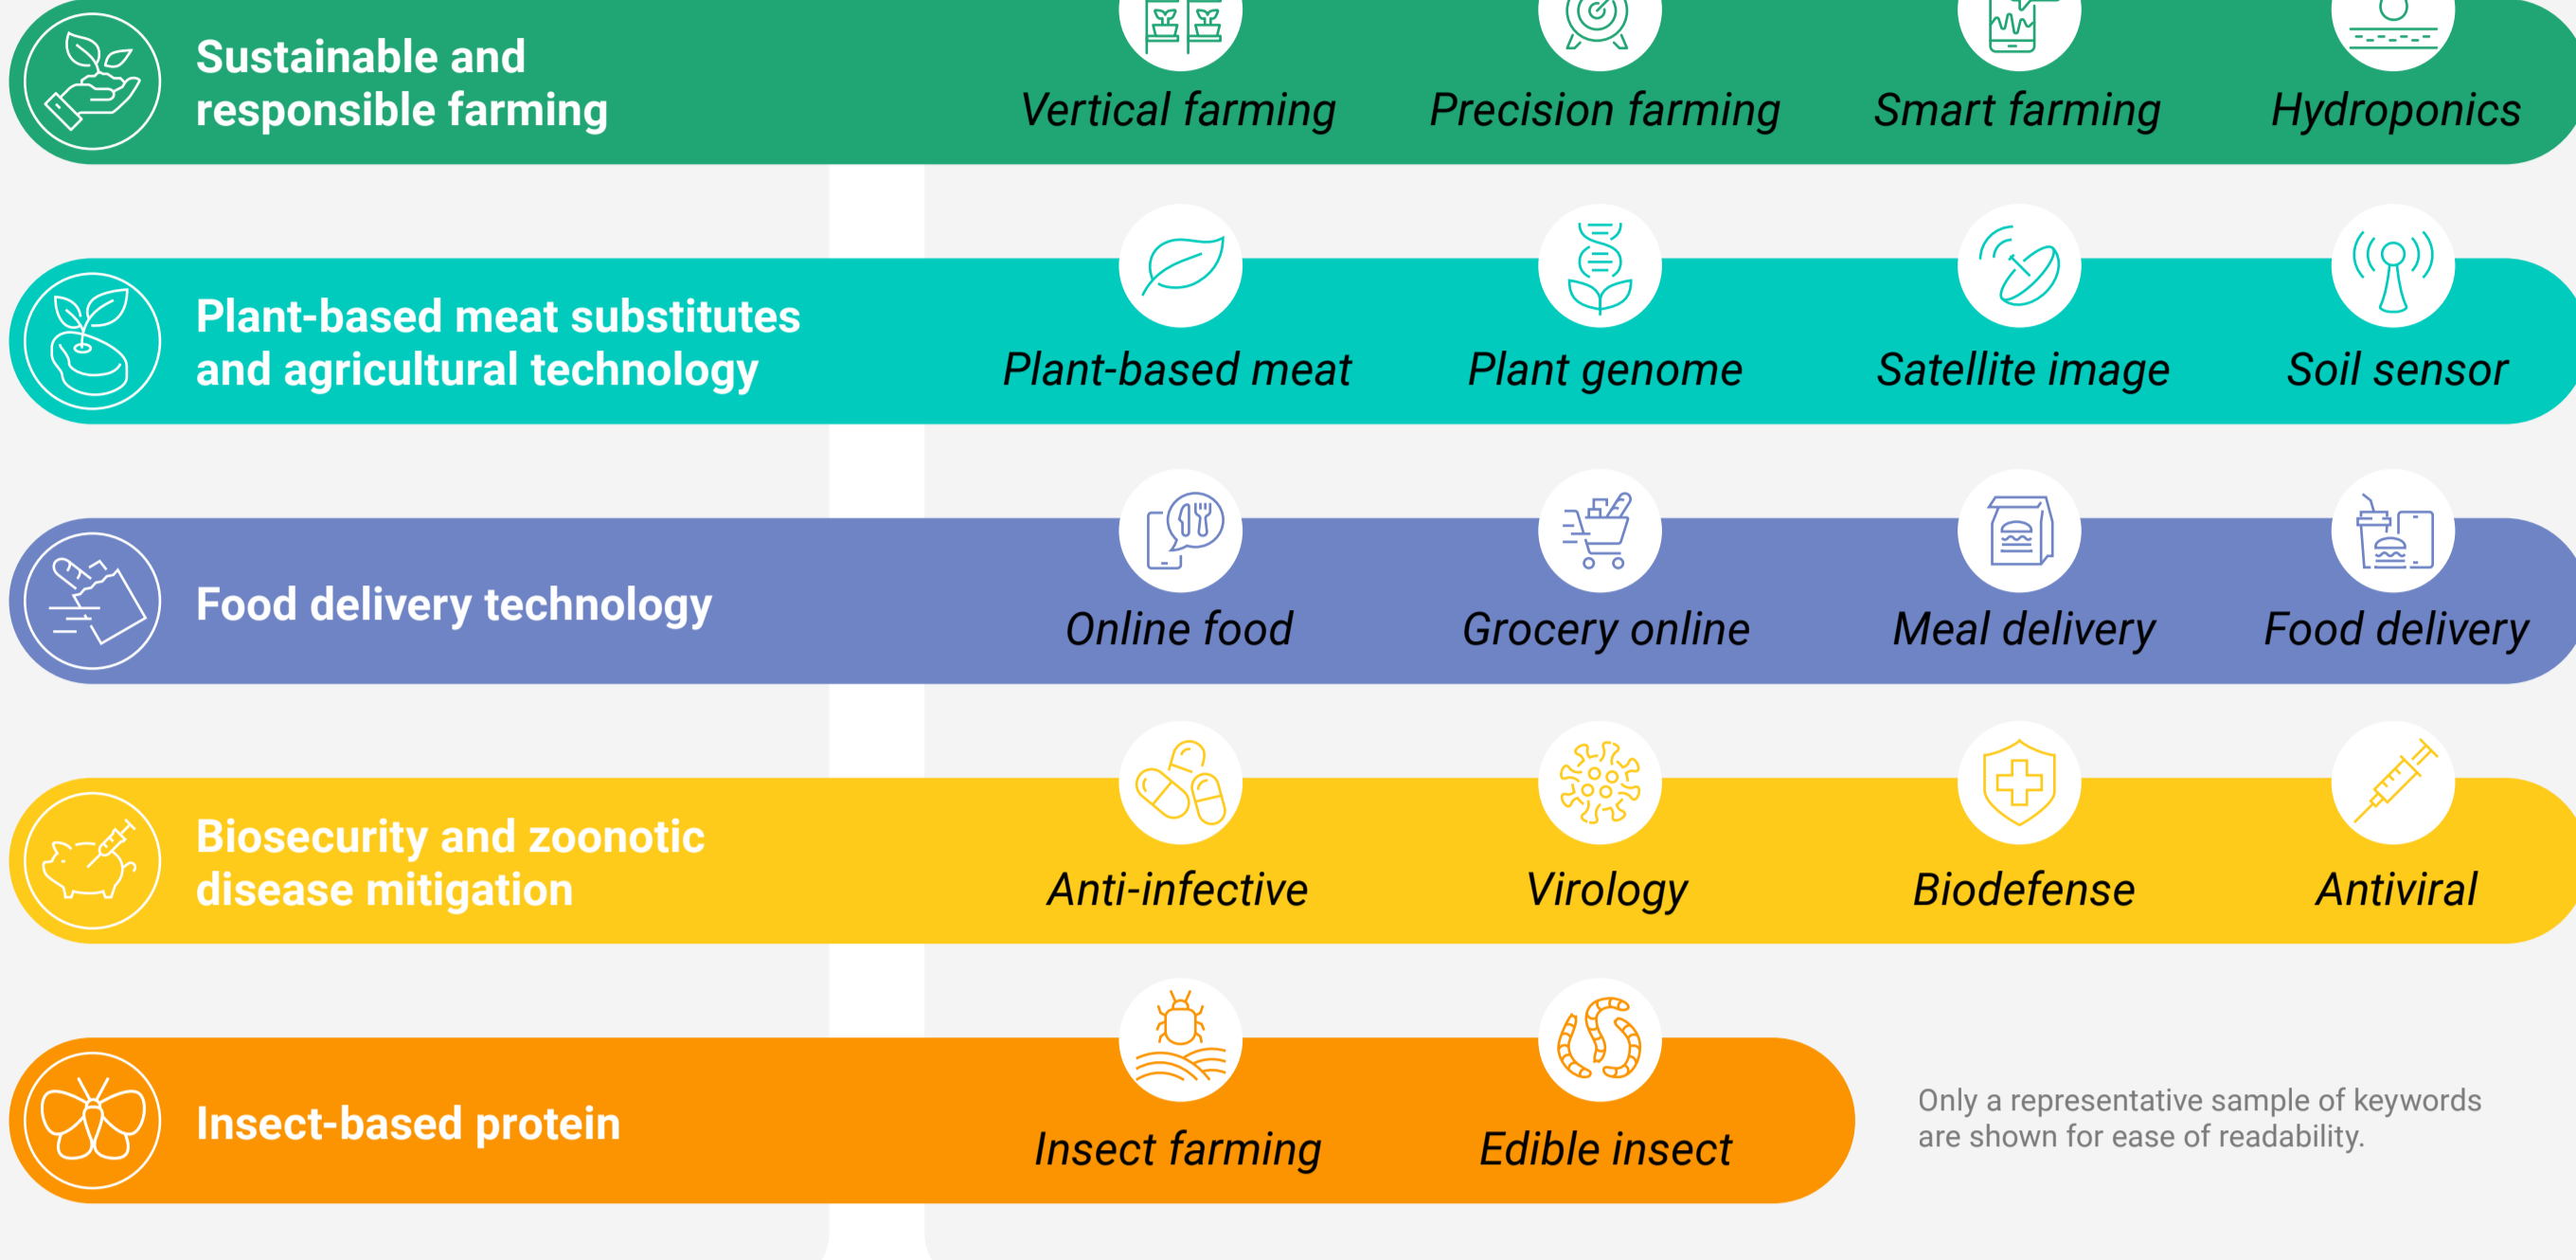 Sustainable and
responsible farming
Vertical farming
Precision farming
Smart farming
Hydroponics
Plant-based meat substitutes
and agricultural technology
Plant-based meat
Plant genome
Satellite image
Soil sensor
Food delivery technology
Online food
Grocery online
Meal delivery
Food delivery
Biosecurity and zoonotic
disease mitigation
Anti-infective
Virology
Biodefense
Antiviral
Insect-based protein
Insect farming
Edible insect
Only a representative sample of keywords
are shown for ease of readability.